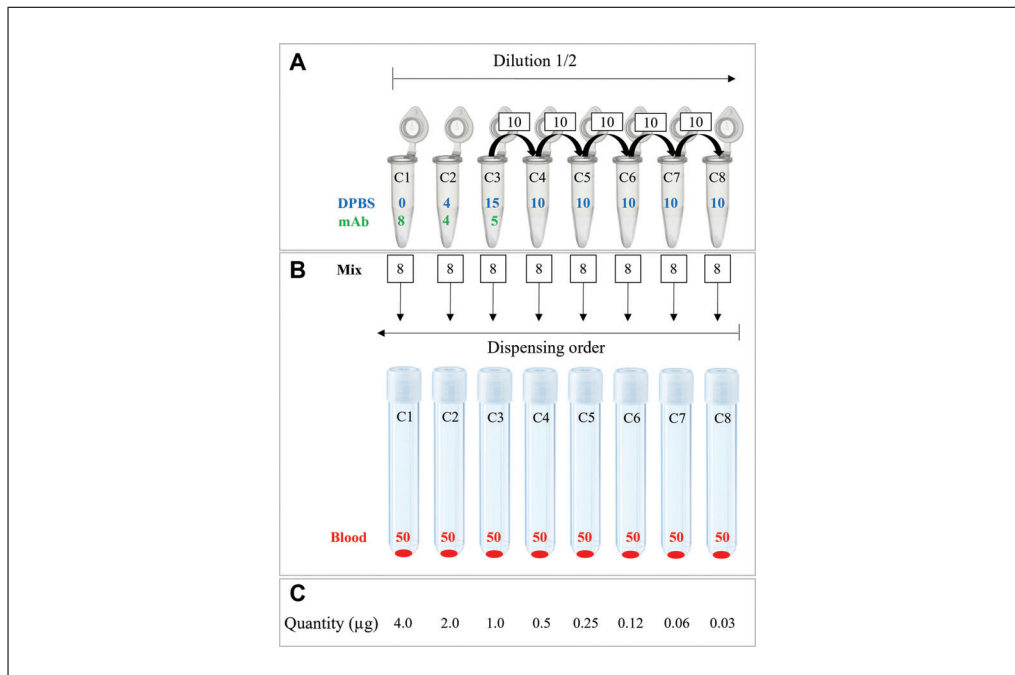 A
Dilution 1/2
10 10 10 10 10
C1 C2 C3 C4 C5 C6 C7 C8
DPBS 0 4 15 10 10 10 10 10
mAb 8 4 5
B
Mix 8 8 8 8 8 8 8 8
Dispensing order
C1 C2 C3 C4 C5 C6 C7 C8
Blood 50 50 50 50 50 50 50 50
C
Quantity (µg) 4.0 2.0 1.0 0.5 0.25 0.12 0.06 0.03